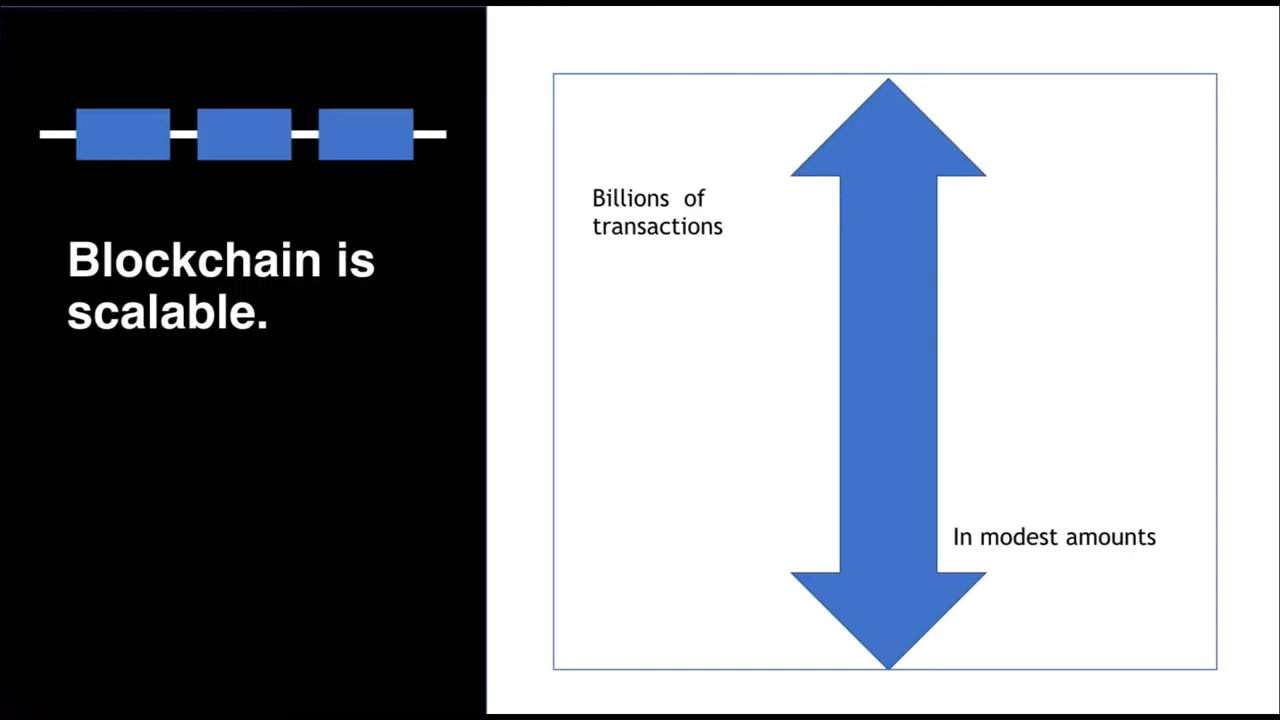 Blockchain is
scalable.
Billions of
transactions
In modest amounts